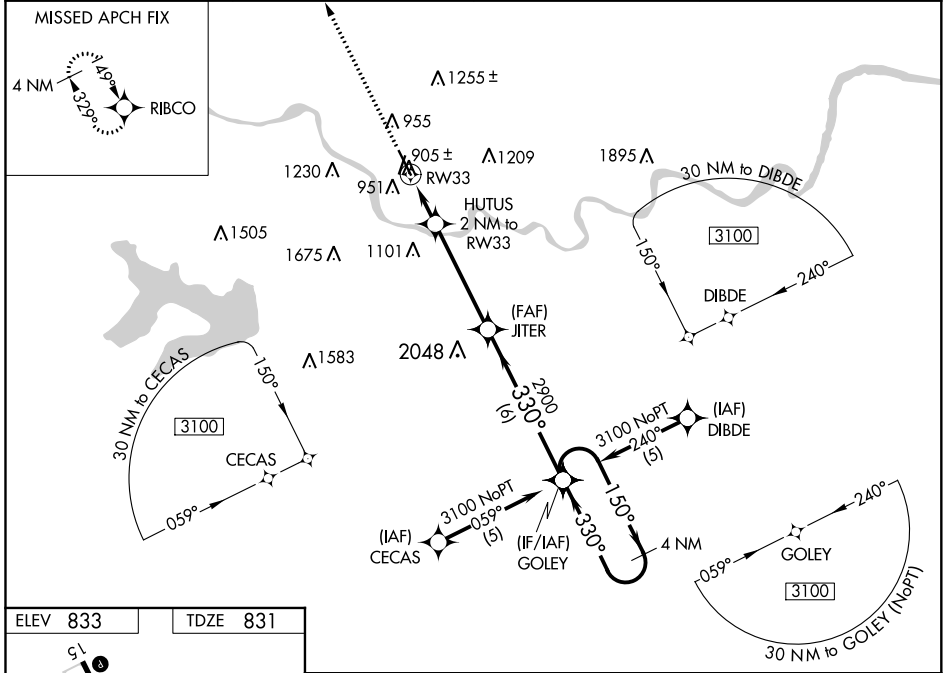 MISSED APCH FIX
4 NM
149°
329°
RIBCO
1255 ±
955
905 ±
1209
1895
1230
951
RW33
HUTUS
2 NM to
RW33
1505
1675
1101
30 NM to DIBDE
3100
150°
240°
DIBDE
(FAF)
JITER
2048
1583
30 NM to CECAS
150°
3100
CECAS
059°
2900
330°
(6)
(IAF)
DIBDE
3100 NoPT
240°
(5)
3100 NoPT
059°
(5)
(IAF)
CECAS
(IF/IAF)
GOLEY
150°
330°
4 NM
240°
059°
GOLEY
3100
30 NM to GOLEY (NoPT)
ELEV 833
TDZE 831
15
P